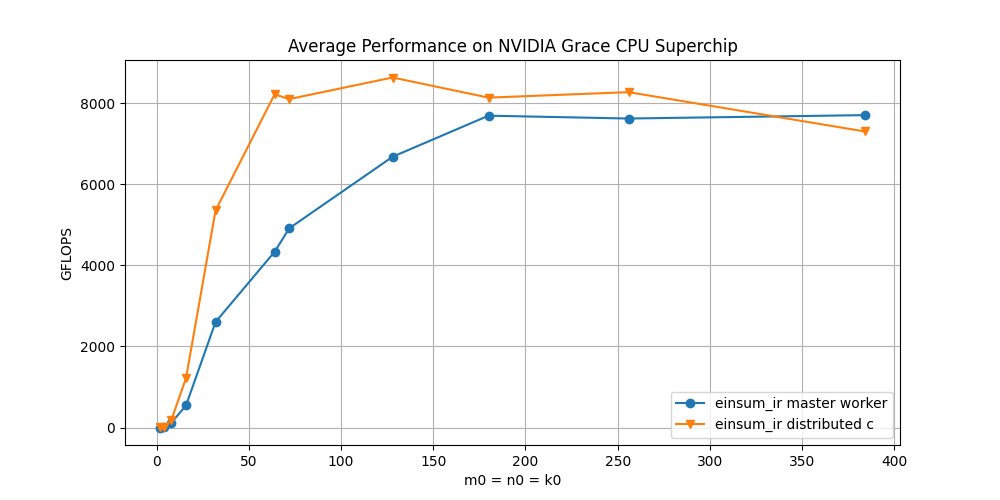 Average Performance on NVIDIA Grace CPU Superchip
GFLOPS
8000
6000
4000
2000
0
0 50 100 150 200 250 300 350 400
m0 = n0 = k0
einsum_ir master worker
einsum_ir distributed c